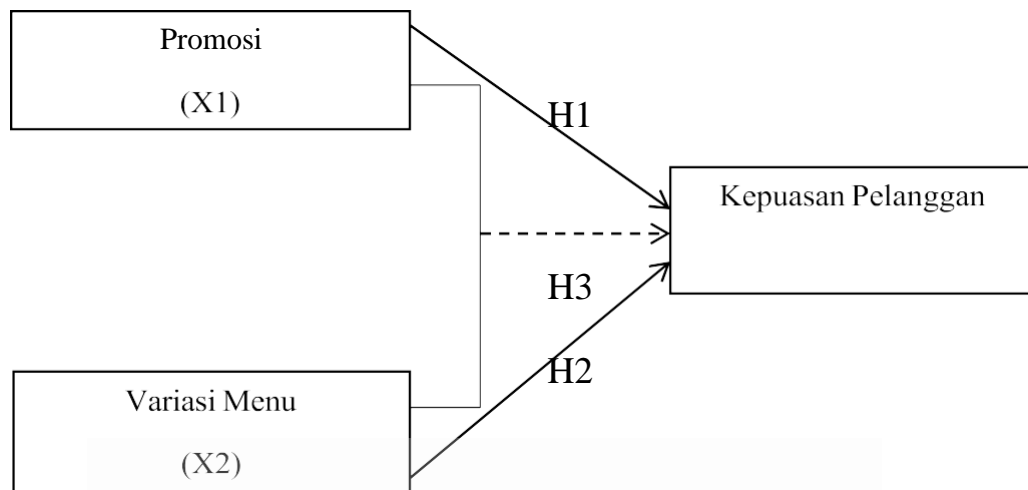 Promosi
(X1)
H1
Kepuasan Pelanggan
H3
H2
Variasi Menu
(X2)